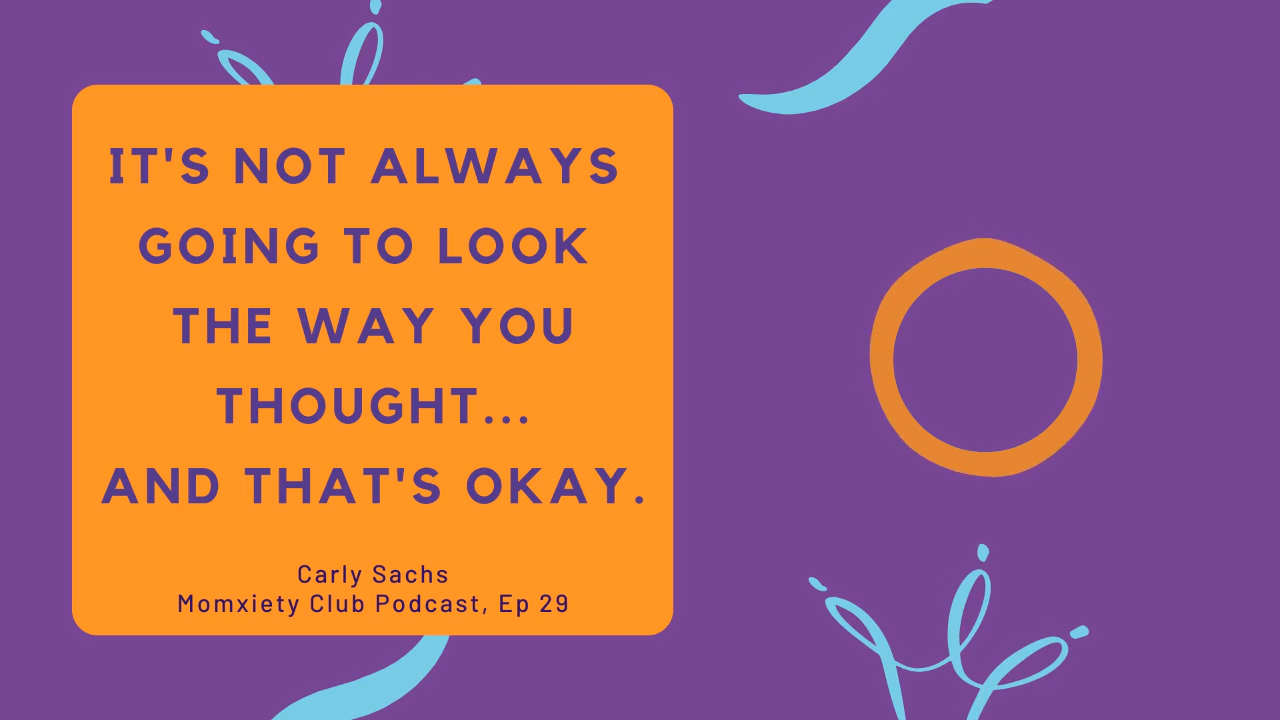 IT'S NOT ALWAYS
GOING TO LOOK
THE WAY YOU
THOUGHT...
AND THAT'S OKAY.
Carly Sachs
Momxiety Club Podcast, Ep 29